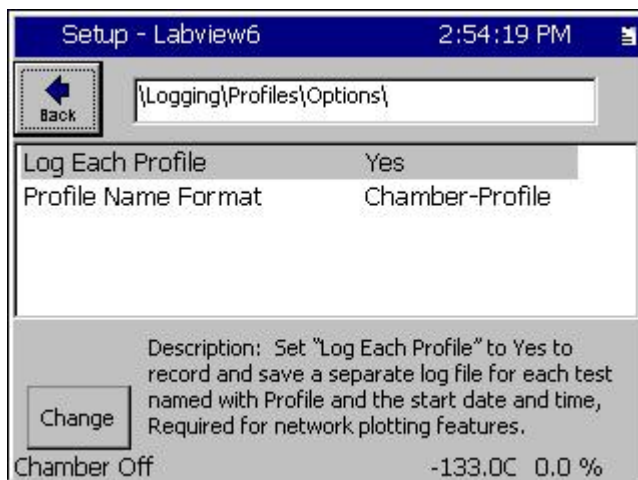 Setup - Labview6 2:54:19 PM
Back
\Logging\Profiles\Options\
Log Each Profile Yes
Profile Name Format Chamber-Profile
Description: Set "Log Each Profile" to Yes to
record and save a separate log file for each test
named with Profile and the start date and time,
Required for network plotting features.
Change
Chamber Off -133.0C 0.0 %